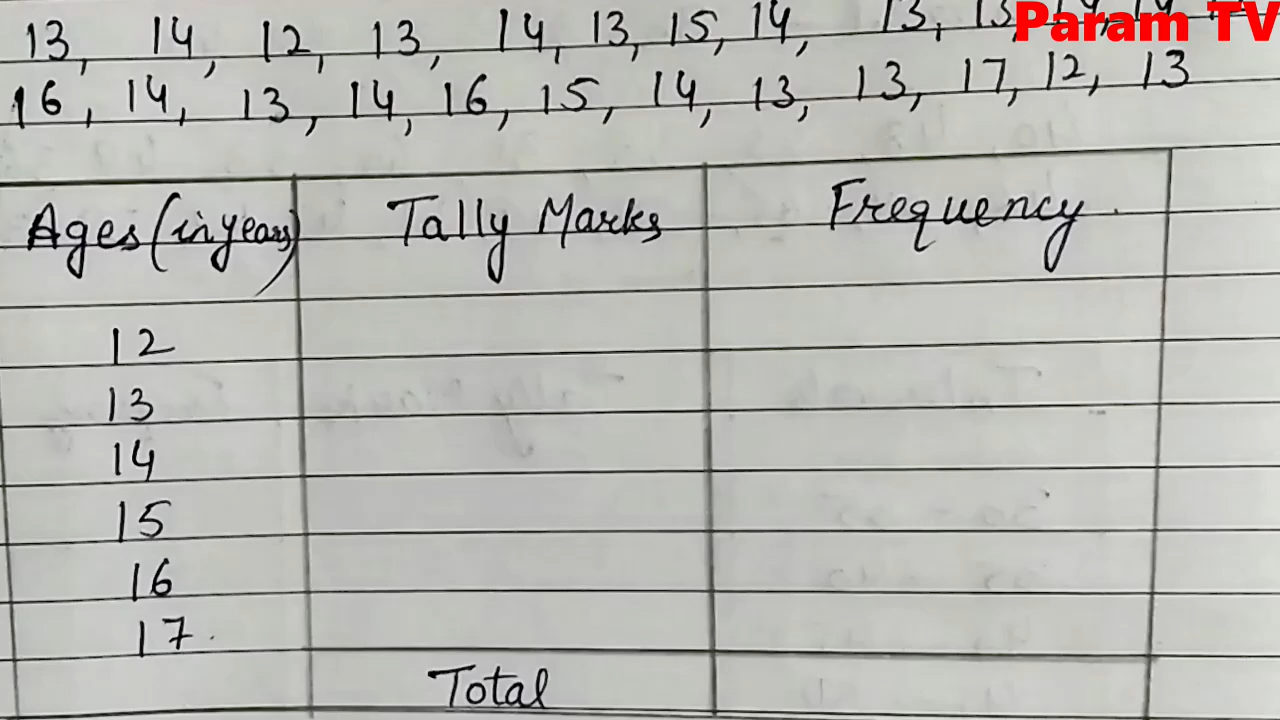 Param TV
13, 14, 12, 13, 14, 13, 15, 14, 13, 13,
16, 14, 13, 14, 16, 15, 14, 13, 13, 17, 12, 13
Ages (in years) Tally Marks Frequency
12
13
14
15
16
17
Total